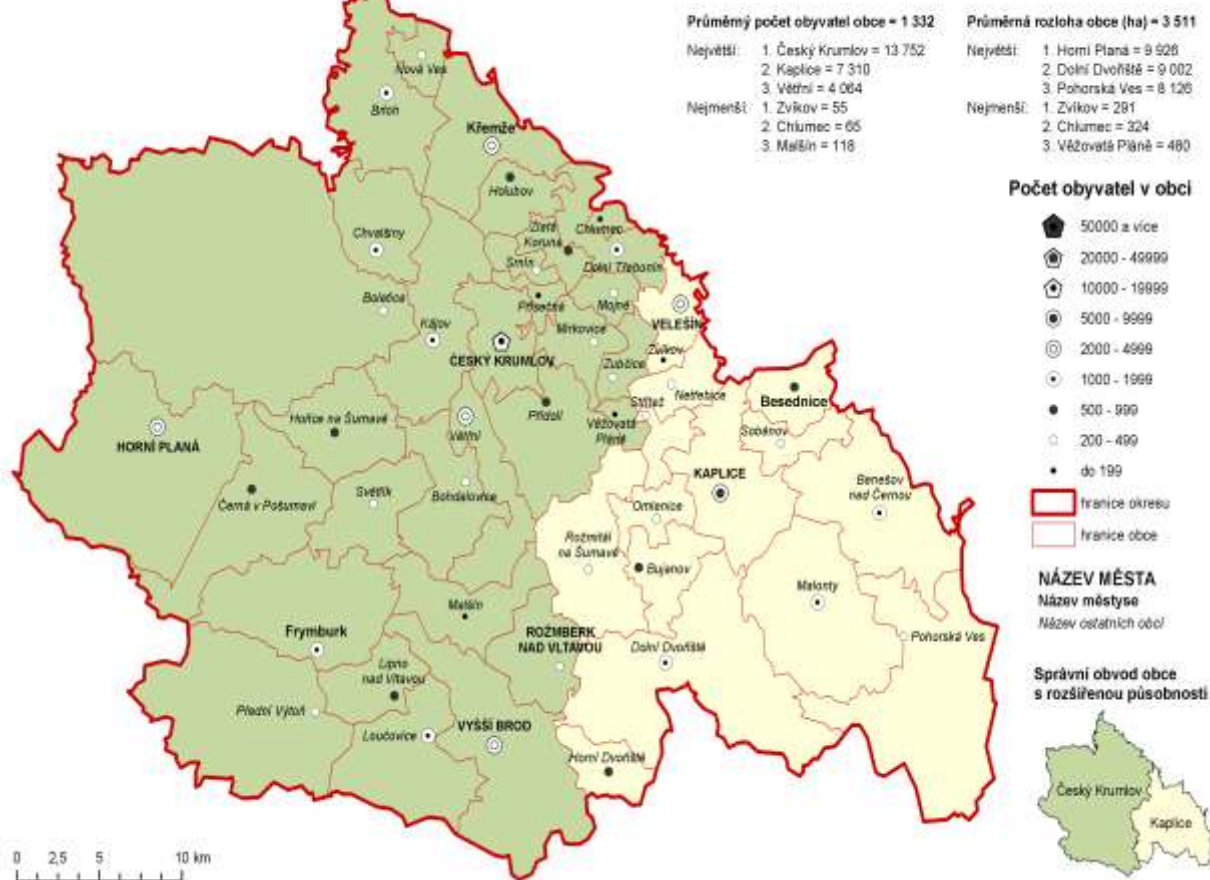 Průměrný počet obyvatel obce = 1 332
Největší: 1. Český Krumlov = 13 752
2. Kaplice = 7 310
3. Větřní = 4 064
Nejmenší: 1. Zvíkov = 55
2. Chlumec = 65
3. Malšín = 118
Průměrná rozloha obce (ha) = 3 511
Největší: 1. Horní Planá = 9 926
2. Dolní Dvořiště = 9 002
3. Pohorská Ves = 8 126
Nejmenší: 1. Zvíkov = 291
2. Chlumec = 324
3. Věžovatá Pláně = 480
Počet obyvatel v obci
50000 a více
20000 - 49999
10000 - 19999
5000 - 9999
2000 - 4999
1000 - 1999
500 - 999
200 - 499
do 199
hranice okresu
hranice obce
NÁZEV MĚSTA
Název městyse
Název ostatních obcí
Správní obvod obce
s rozšířenou působností
Český Krumlov
Kaplice
Nová Ves
Brloh
Křemže
Holubov
Chvalšiny
Zlatá
Koruna
Chlumec
Srnín
Dolní Třebonín
Boletice
Přísečná
Mojné
Kájov
Mirkovice
VELEŠÍN
ČESKÝ KRUMLOV
Zvíkov
Zubčice
Netřebice
Střítež
Besednice
Hořice na Šumavě
Přídolí
Věžovatá
Pláně
Větřní
HORNÍ PLANÁ
Soběnov
KAPLICE
Benešov
nad Černou
Černá v Pošumaví
Světlík
Bohdalovice
Omlenice
Rožmitál
na Šumavě
Bujanov
Malonty
Malšín
Frymburk
ROŽMBERK
NAD VLTAVOU
Dolní Dvořiště
Pohorská Ves
Lipno
nad Vltavou
Přední Výtoň
Loučovice
VYŠŠÍ BROD
Horní Dvořiště
0 2,5 5 10 km